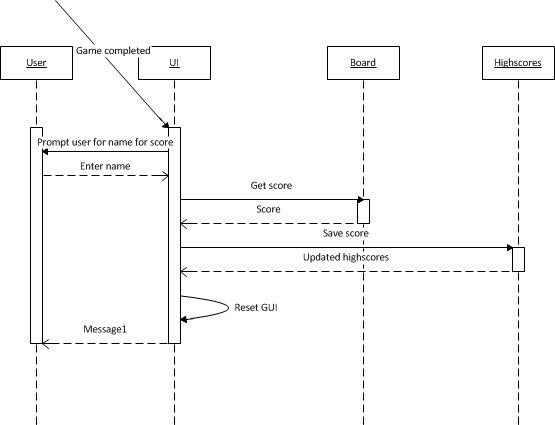 Game completed
User
UI
Board
Highscores
Prompt user for name for score
Enter name
Get score
Score
Save score
Updated highscores
Reset GUI
Message1